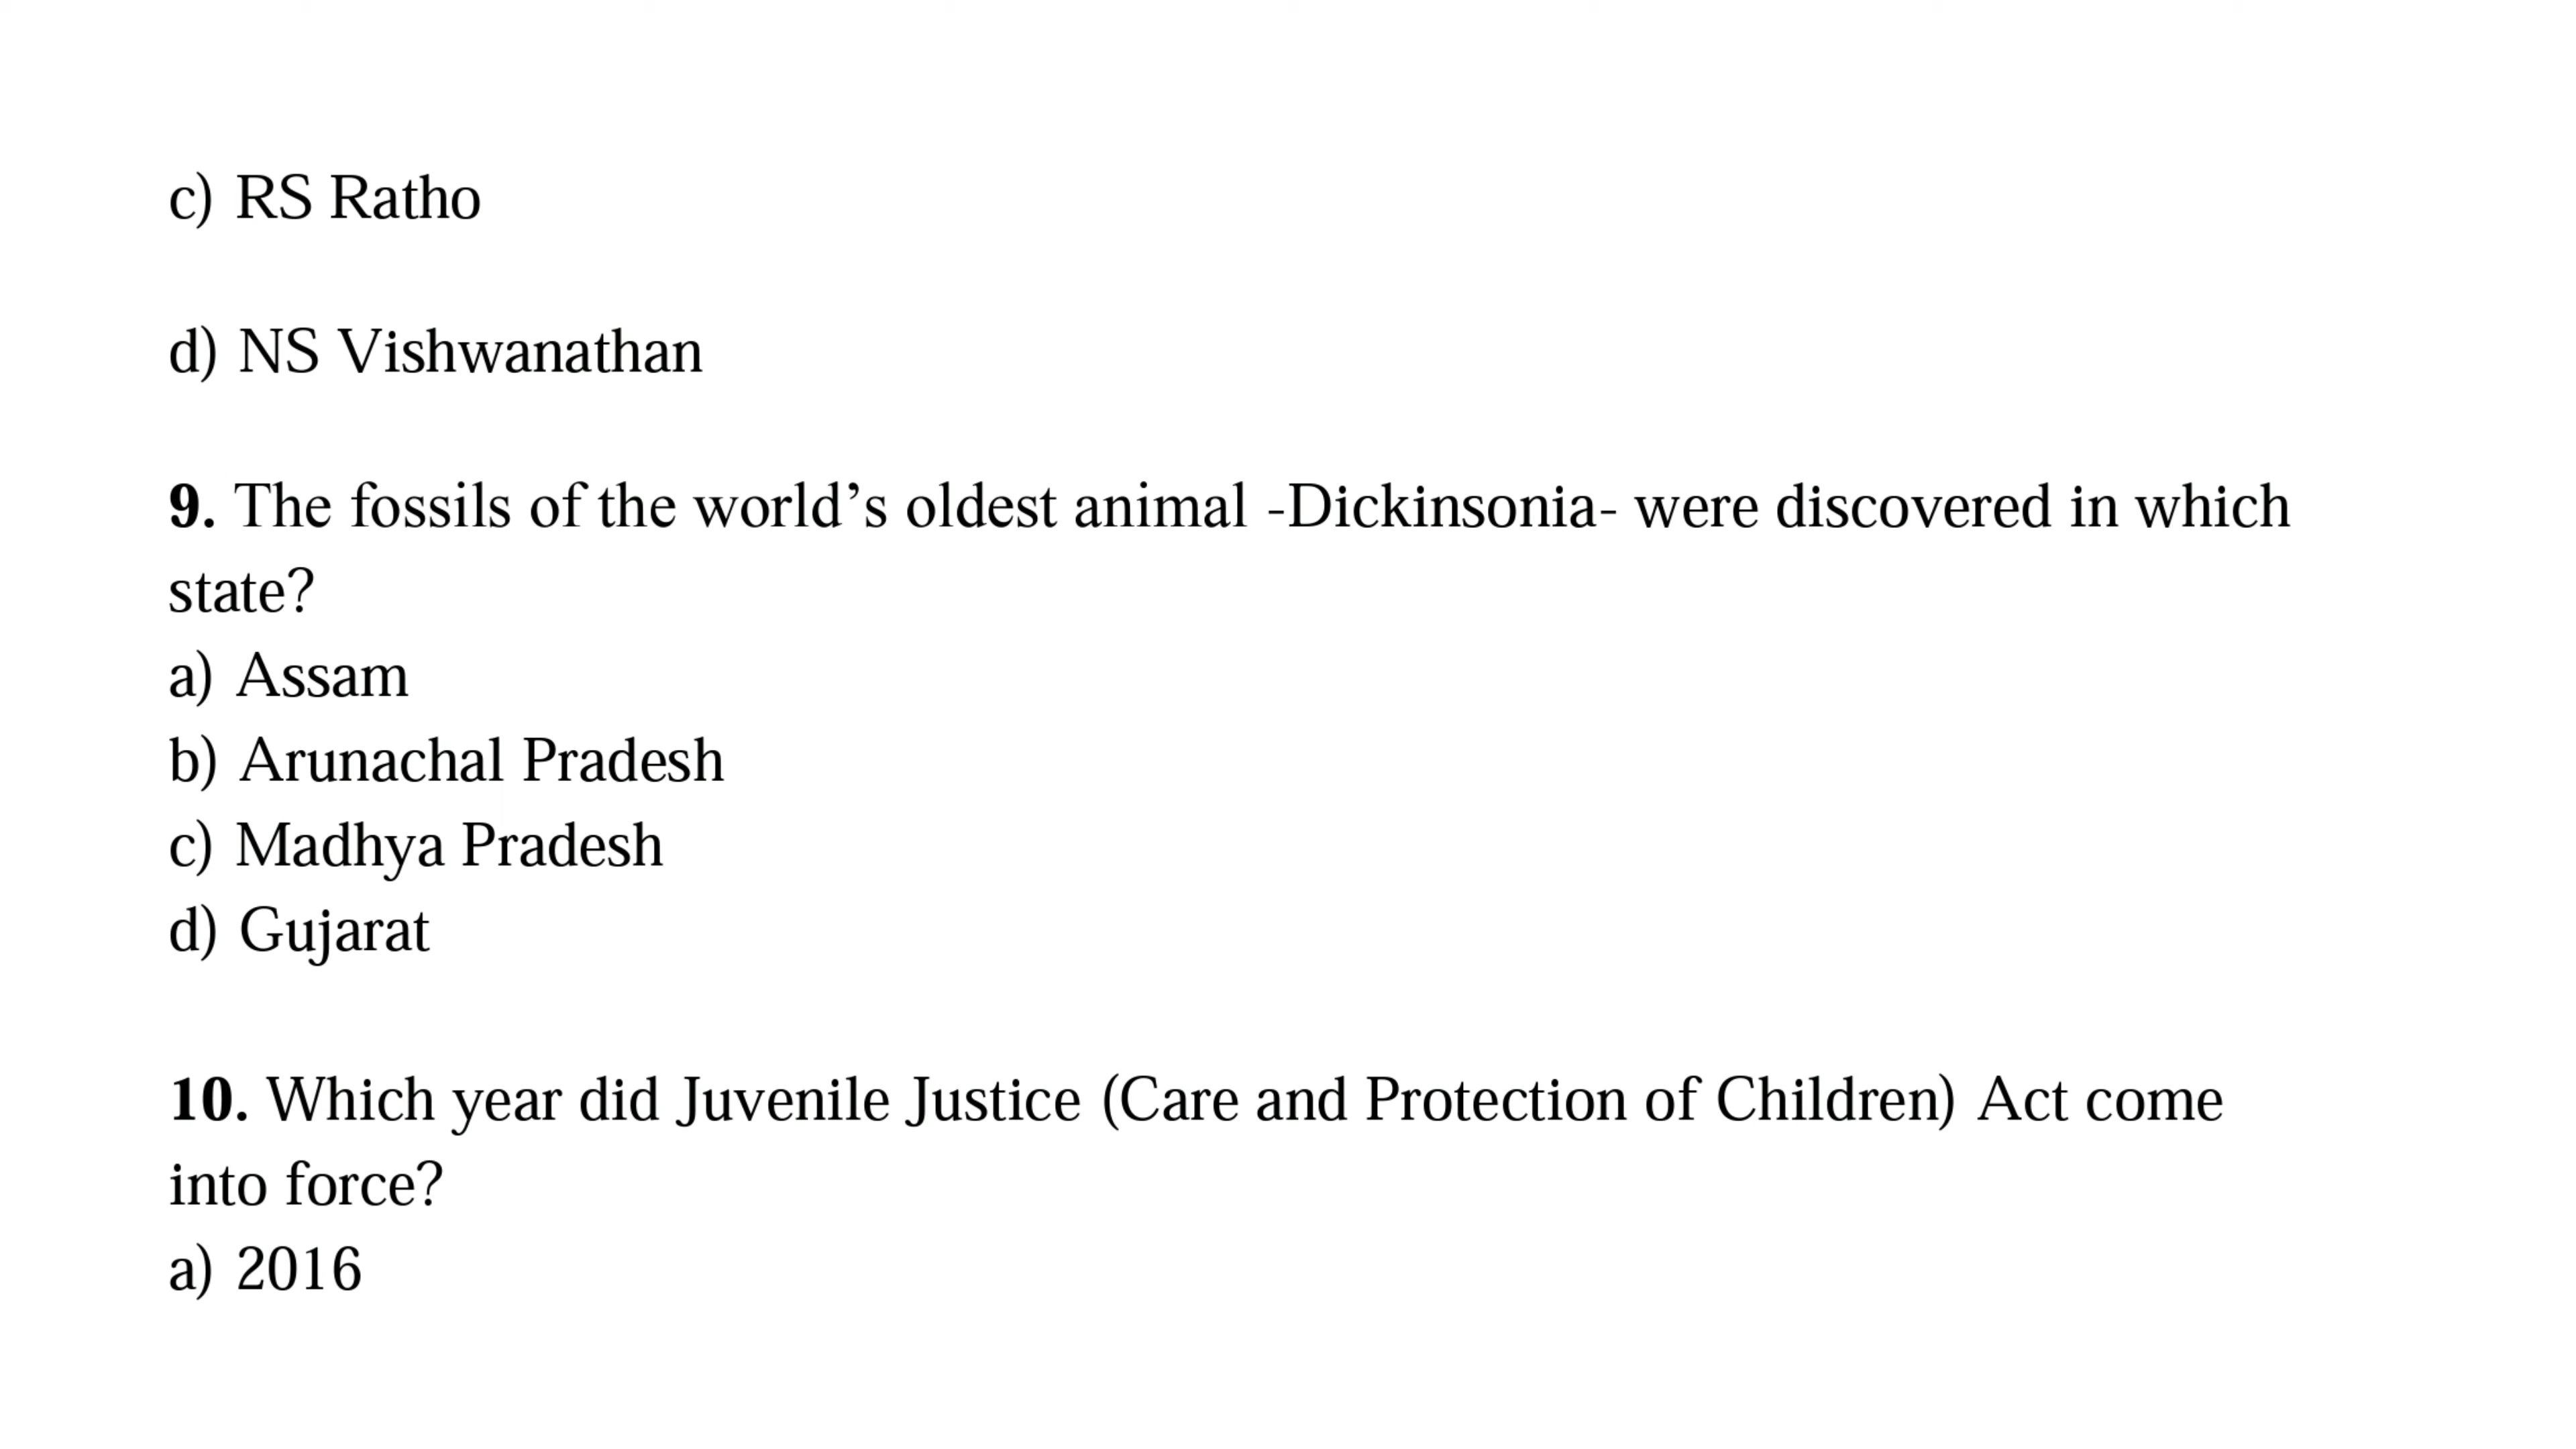 c) RS Ratho
d) NS Vishwanathan
9. The fossils of the world’s oldest animal -Dickinsonia- were discovered in which
state?
a) Assam
b) Arunachal Pradesh
c) Madhya Pradesh
d) Gujarat
10. Which year did Juvenile Justice (Care and Protection of Children) Act come
into force?
a) 2016